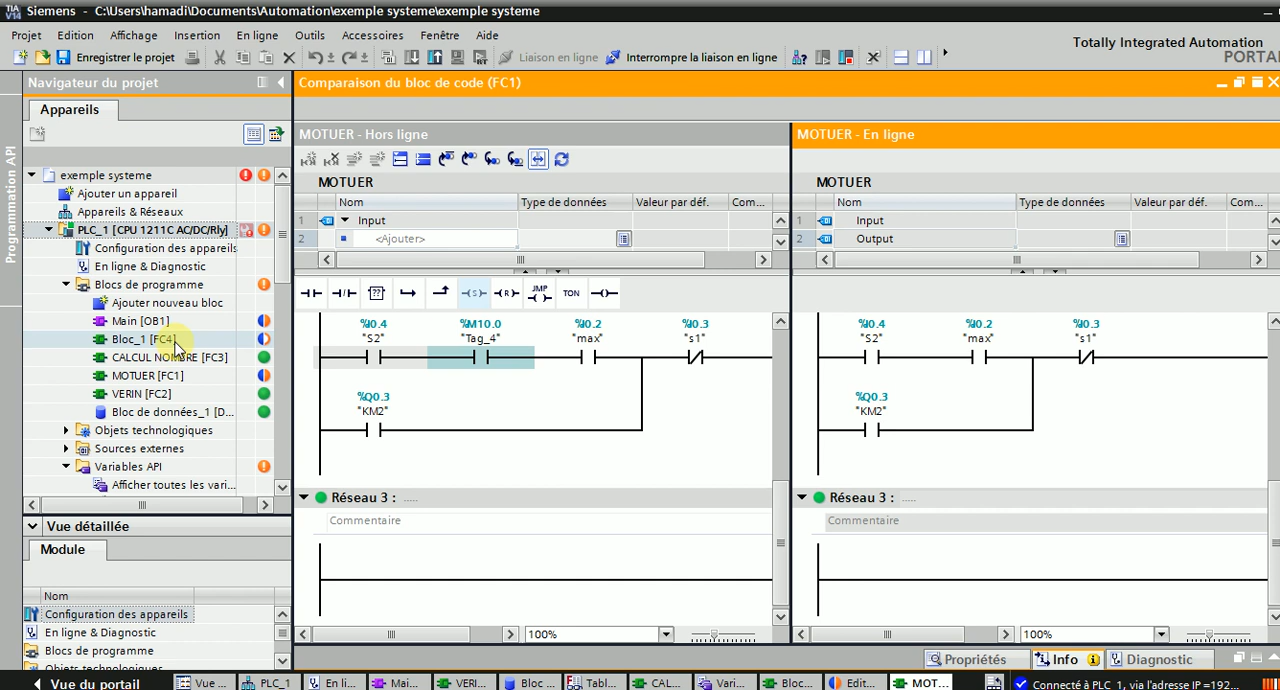 TIA
V14
Siemens - C:\Users\hamadi\Documents\Automation\exemple systeme\exemple systeme
Projet Edition Affichage Insertion En ligne Outils Accessoires Fenêtre Aide
Totally Integrated Automation
PORTAL
Enregistrer le projet
Liaison en ligne
Interrompre la liaison en ligne
Navigateur du projet
Appareils
Programmation API
exemple systeme
Ajouter un appareil
Appareils & Réseaux
PLC_1 [CPU 1211C AC/DC/Rly]
Configuration des appareils
En ligne & Diagnostic
Blocs de programme
Ajouter nouveau bloc
Main [OB1]
Bloc_1 [FC4]
CALCUL NOMBRE [FC3]
MOTUER [FC1]
VERIN [FC2]
Bloc de données_1 [D...
Objets technologiques
Sources externes
Variables API
Afficher toutes les vari...
Vue détaillée
Module
Nom
Configuration des appareils
En ligne & Diagnostic
Blocs de programme
Objets technologiques
Comparaison du bloc de code (FC1)
MOTUER - Hors ligne
MOTUER
Nom Type de données Valeur par déf. Com...
1 Input
2 <Ajouter>
JMP
TON
%I0.4 %M10.0 %I0.2 %I0.3
"S2" "Tag_4" "max" "s1"
%Q0.3
"KM2"
Réseau 3 : .....
Commentaire
100%
MOTUER - En ligne
MOTUER
Nom Type de données Valeur par déf. Com...
1 Input
2 Output
%I0.4 %I0.2 %I0.3
"S2" "max" "s1"
%Q0.3
"KM2"
Réseau 3 : .....
Commentaire
100%
Propriétés Info Diagnostic
Vue du portail
Vue ... PLC_1 En li... Mai... VERI... Bloc ... Tabl... CAL... Vari... Bloc... Edit... MOT...
Connecté à PLC_1, via l'adresse IP =192...